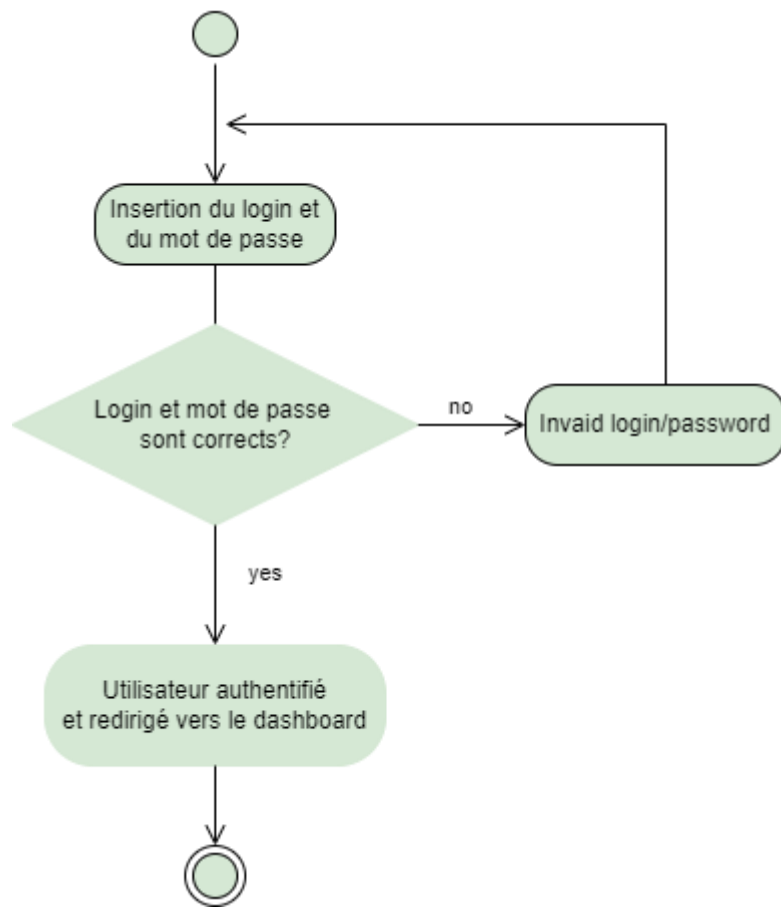 Insertion du login et
du mot de passe
Login et mot de passe
sont corrects?
no
Invaid login/password
yes
Utilisateur authentifié
et redirigé vers le dashboard